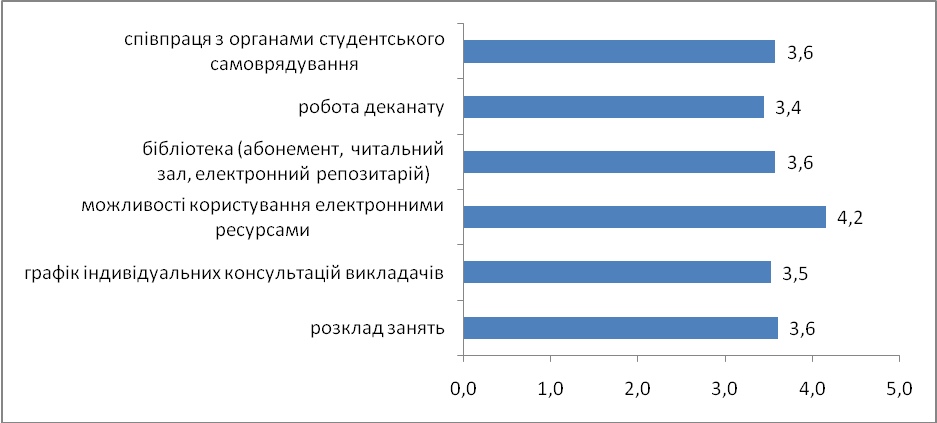 співпраця з органами студентського
самоврядування
3,6
робота деканату
3,4
бібліотека (абонемент, читальний
зал, електронний репозитарій)
3,6
можливості користування електронними
ресурсами
4,2
графік індивідуальних консультацій викладачів
3,5
розклад занять
3,6
0,0 1,0 2,0 3,0 4,0 5,0